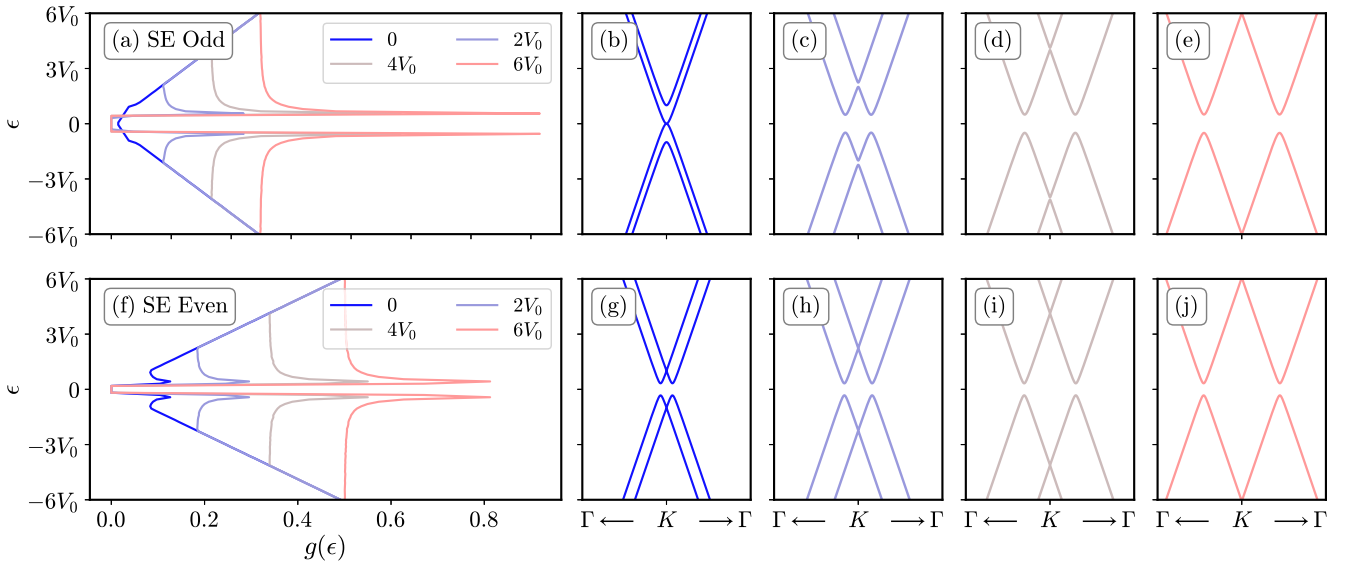 6V₀
(a) SE Odd
0
2V₀
4V₀
6V₀
(b)
(c)
(d)
(e)
3V₀
ϵ
0
−3V₀
−6V₀
6V₀
(f) SE Even
0
2V₀
4V₀
6V₀
(g)
(h)
(i)
(j)
3V₀
ϵ
0
−3V₀
−6V₀
0.0 0.2 0.4 0.6 0.8
g(ϵ)
Γ ⟵ K ⟶ Γ
Γ ⟵ K ⟶ Γ
Γ ⟵ K ⟶ Γ
Γ ⟵ K ⟶ Γ